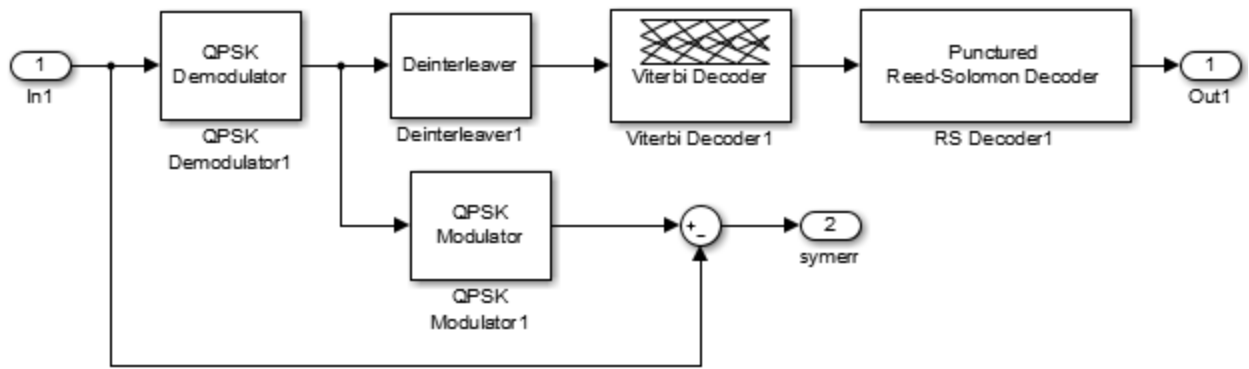 1
In1
QPSK
Demodulator
QPSK
Demodulator1
Deinterleaver
Deinterleaver1
Viterbi Decoder
Viterbi Decoder1
Punctured
Reed-Solomon Decoder
RS Decoder1
1
Out1
QPSK
Modulator
QPSK
Modulator1
+
−
2
symerr